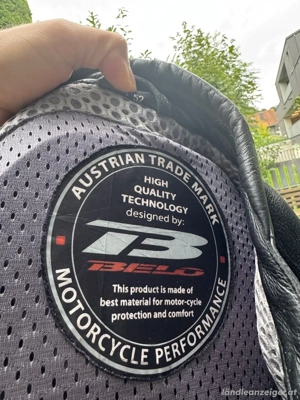 AUSTRIAN TRADE MARK
HIGH
QUALITY
TECHNOLOGY
designed by:
B
BELO
This product is made of
best material for motor-cycle
protection and comfort
MOTORCYCLE PERFORMANCE
ländleanzeiger.at